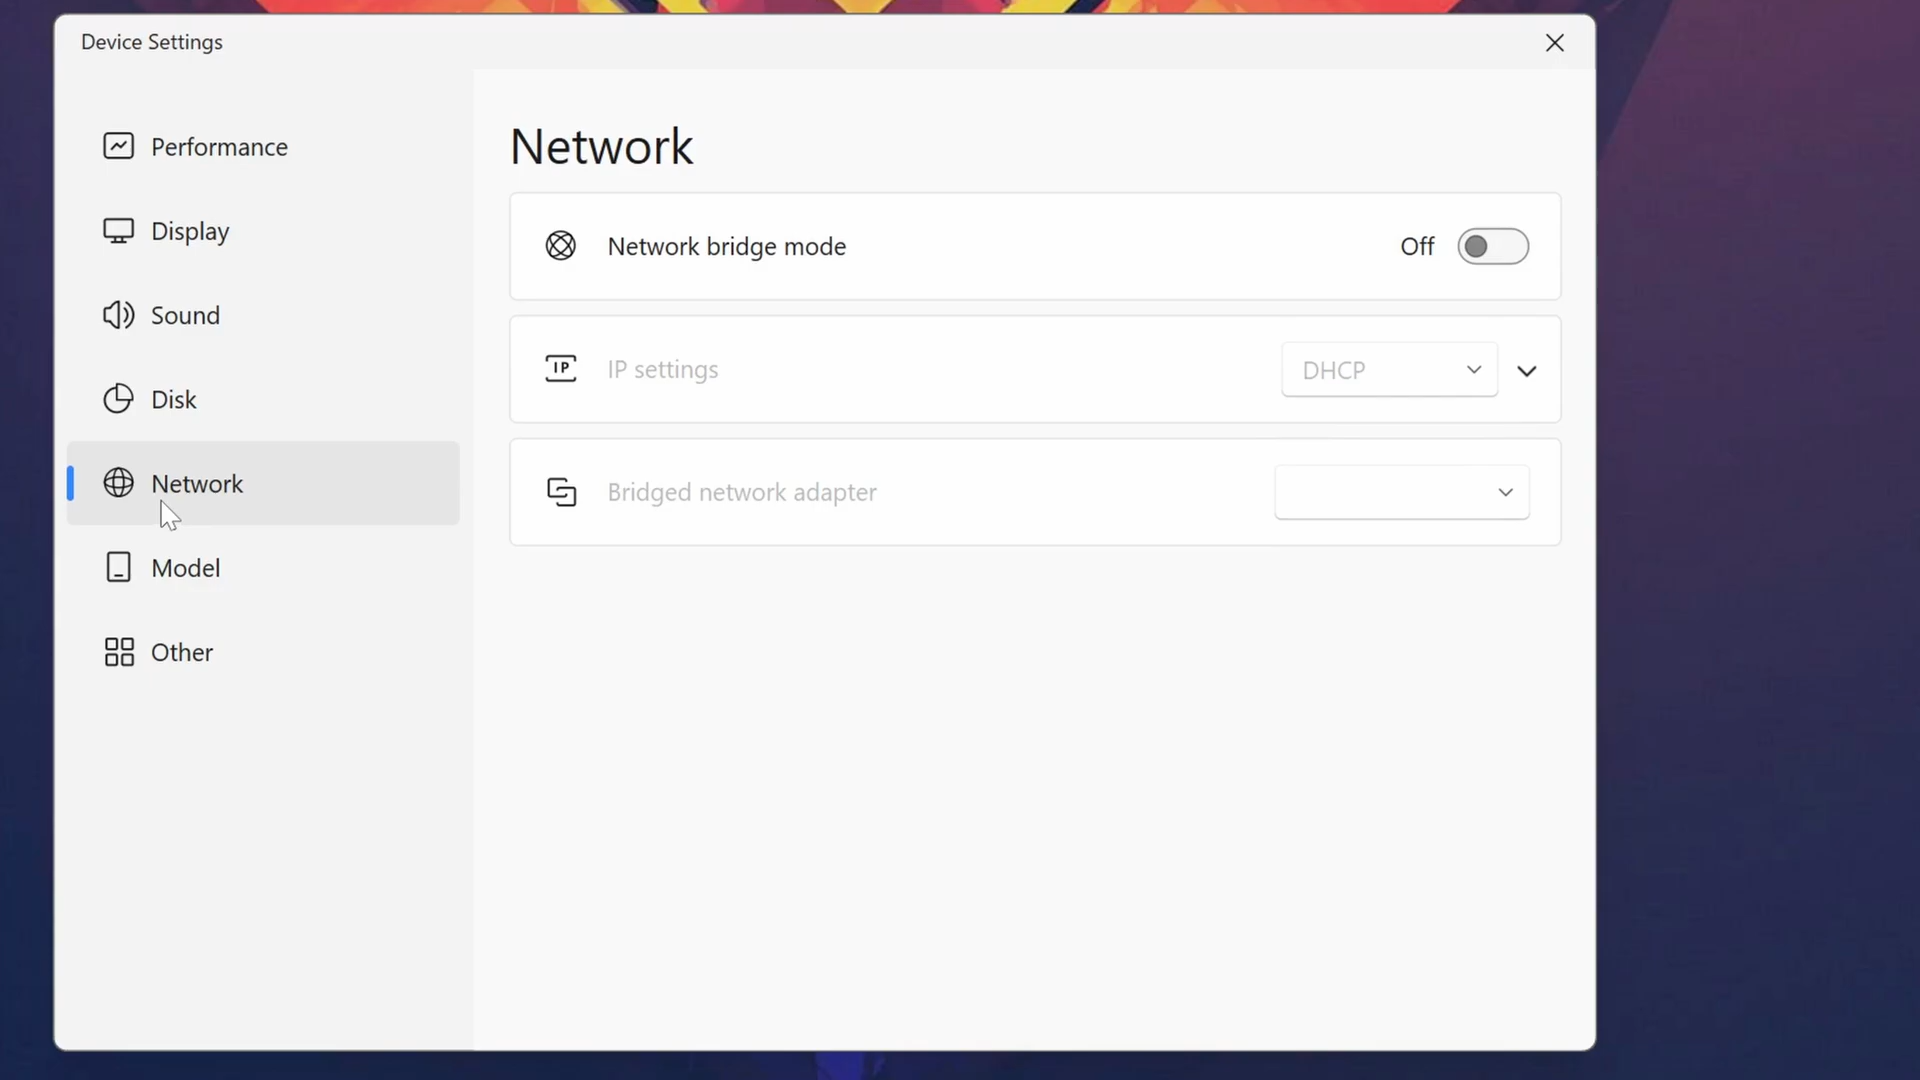 Device Settings
Performance
Display
Sound
Disk
Network
Model
Other
Network
Network bridge mode
Off
IP
IP settings
DHCP
Bridged network adapter